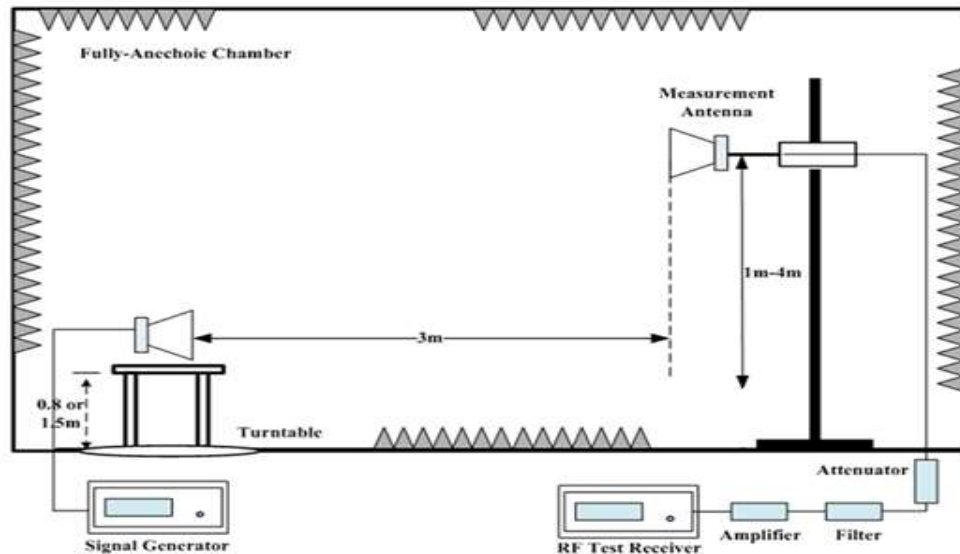 Fully-Anechoic Chamber
Measurement
Antenna
1m-4m
3m
0.8 or
1.5m
Turntable
Attenuator
Signal Generator
RF Test Receiver
Amplifier
Filter